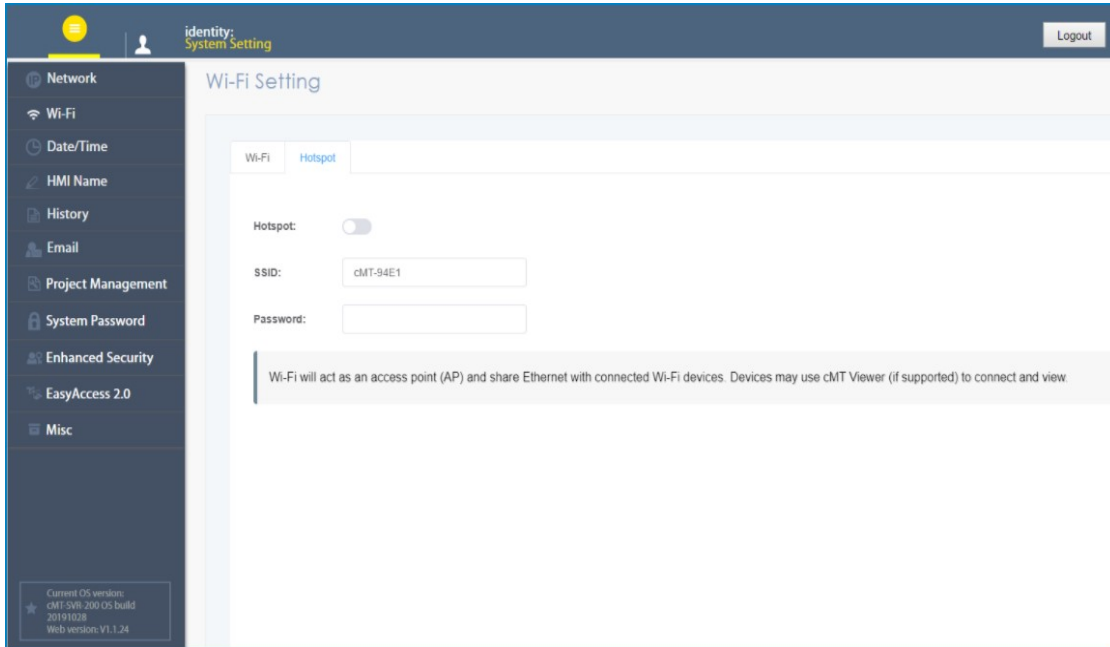 identity:
System Setting
Logout
Network
Wi-Fi
Date/Time
HMI Name
History
Email
Project Management
System Password
Enhanced Security
EasyAccess 2.0
Misc
Current OS version:
cMT-SVR-200 OS build
20191028
Web version: V1.1.24
Wi-Fi Setting
Wi-Fi Hotspot
Hotspot:
SSID: cMT-94E1
Password:
Wi-Fi will act as an access point (AP) and share Ethernet with connected Wi-Fi devices. Devices may use cMT Viewer (if supported) to connect and view.